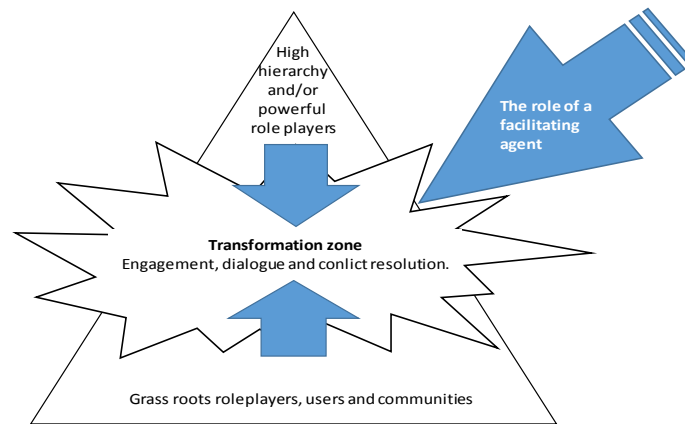 High
hierarchy
and/or
powerful
role players
The role of a
facilitating
agent
Transformation zone
Engagement, dialogue and conlict resolution.
Grass roots roleplayers, users and communities